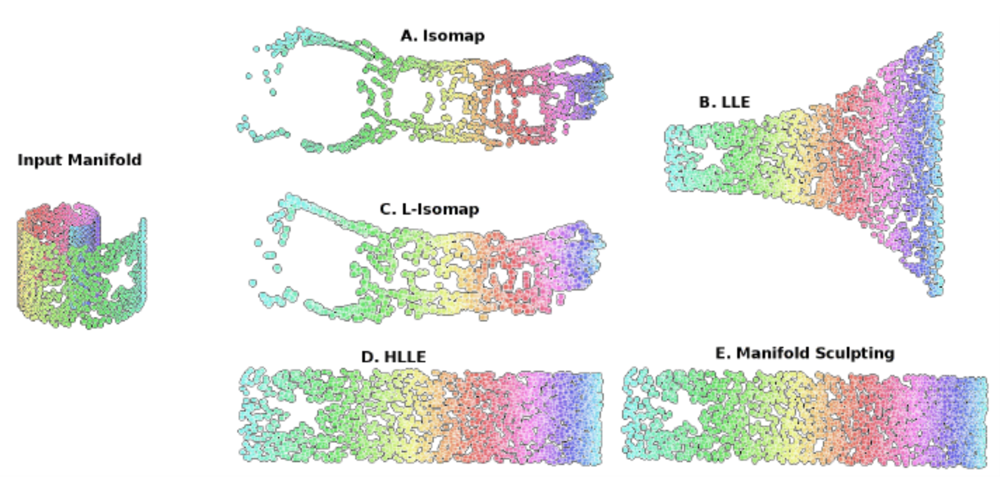 A. Isomap
B. LLE
Input Manifold
C. L-Isomap
D. HLLE
E. Manifold Sculpting